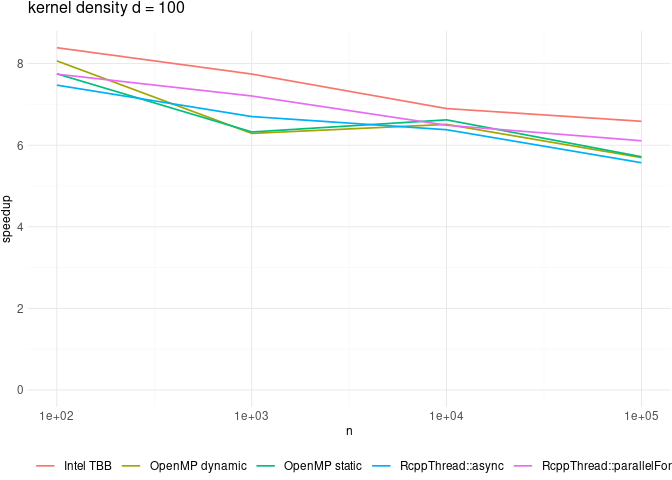 kernel density d = 100
speedup
8
6
4
2
0
1e+02 1e+03 1e+04 1e+05
n
Intel TBB OpenMP dynamic OpenMP static RcppThread::async RcppThread::parallelFor